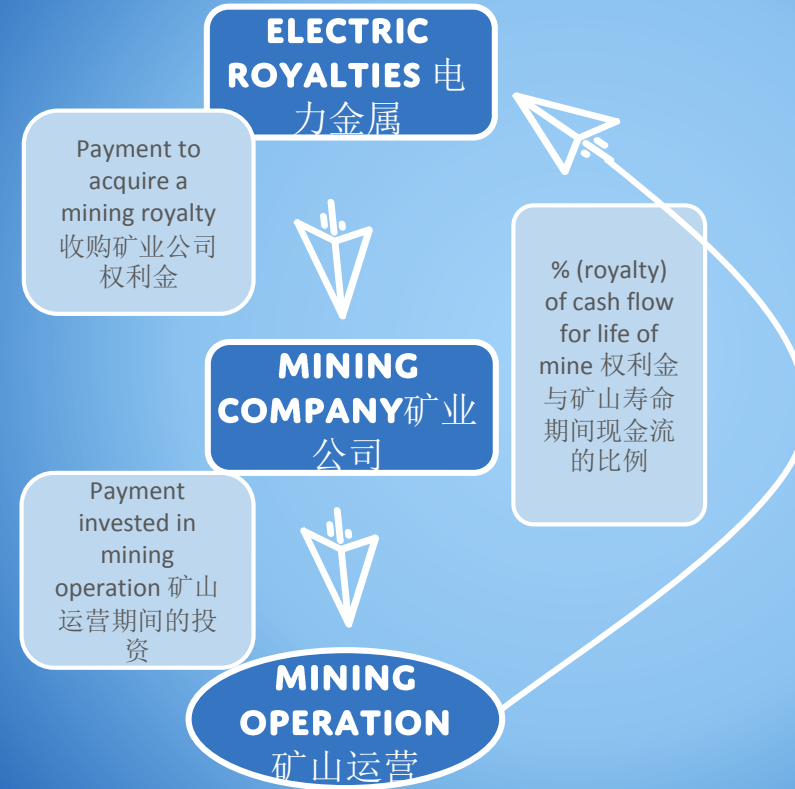 ELECTRIC
ROYALTIES 电
力金属
Payment to
acquire a
mining royalty
收购矿业公司
权利金
% (royalty)
of cash flow
for life of
mine 权利金
与矿山寿命
期间现金流
的比例
MINING
COMPANY矿业
公司
Payment
invested in
mining
operation 矿山
运营期间的投
资
MINING
OPERATION
矿山运营